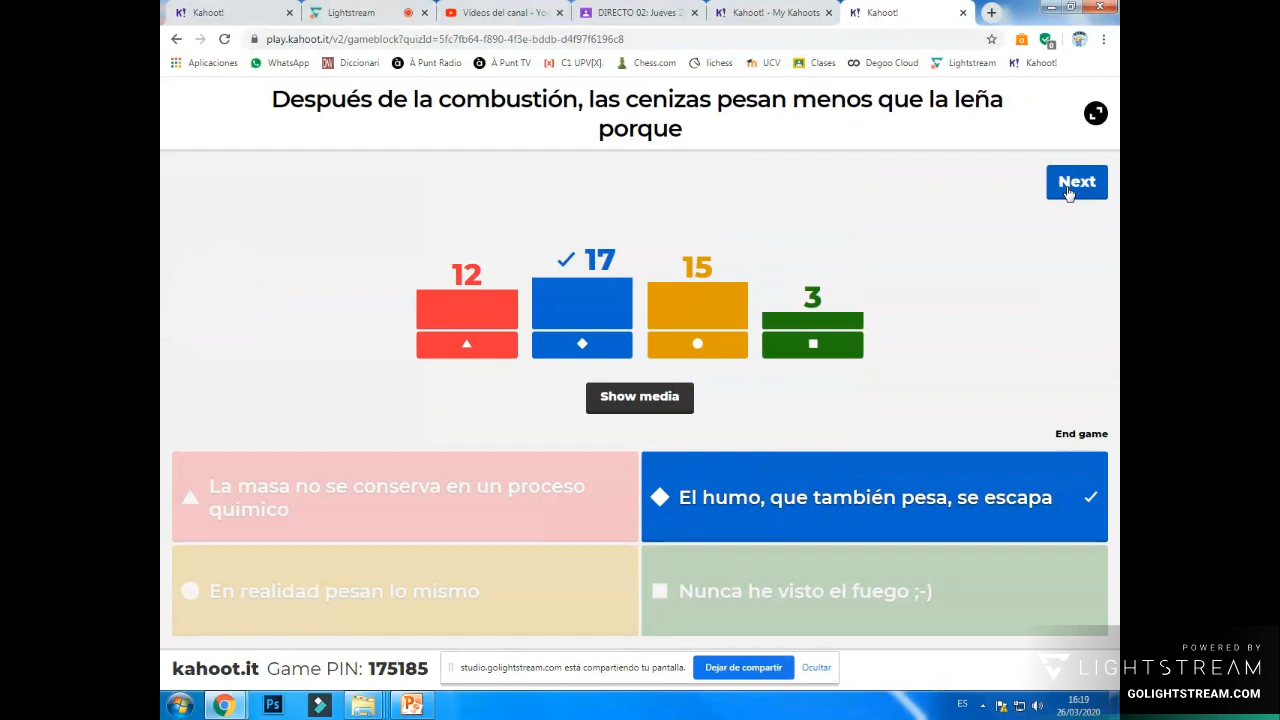 Kahoot!
Lightstream
Vídeos del canal - Yo
DIRECTO 02: Jueves 2
Kahoot! - My Kahoots
Kahoot!
play.kahoot.it/v2/gameblock?quizId=5fc7fb64-f890-4f3e-bddb-d4f97f6196c8
Aplicaciones WhatsApp Diccionari À Punt Radio À Punt TV C1 UPV[X]. Chess.com lichess UCV Clases Degoo Cloud Lightstream Kahoot!
Después de la combustión, las cenizas pesan menos que la leña
porque
Next
12
17
15
3
Show media
End game
La masa no se conserva en un proceso
químico
El humo, que también pesa, se escapa
En realidad pesan lo mismo
Nunca he visto el fuego ;-)
kahoot.it Game PIN: 175185
studio.golightstream.com está compartiendo tu pantalla.
Dejar de compartir
Ocultar
POWERED BY
LIGHTSTREAM
GOLIGHTSTREAM.COM
Ps
ES
16:19
26/03/2020